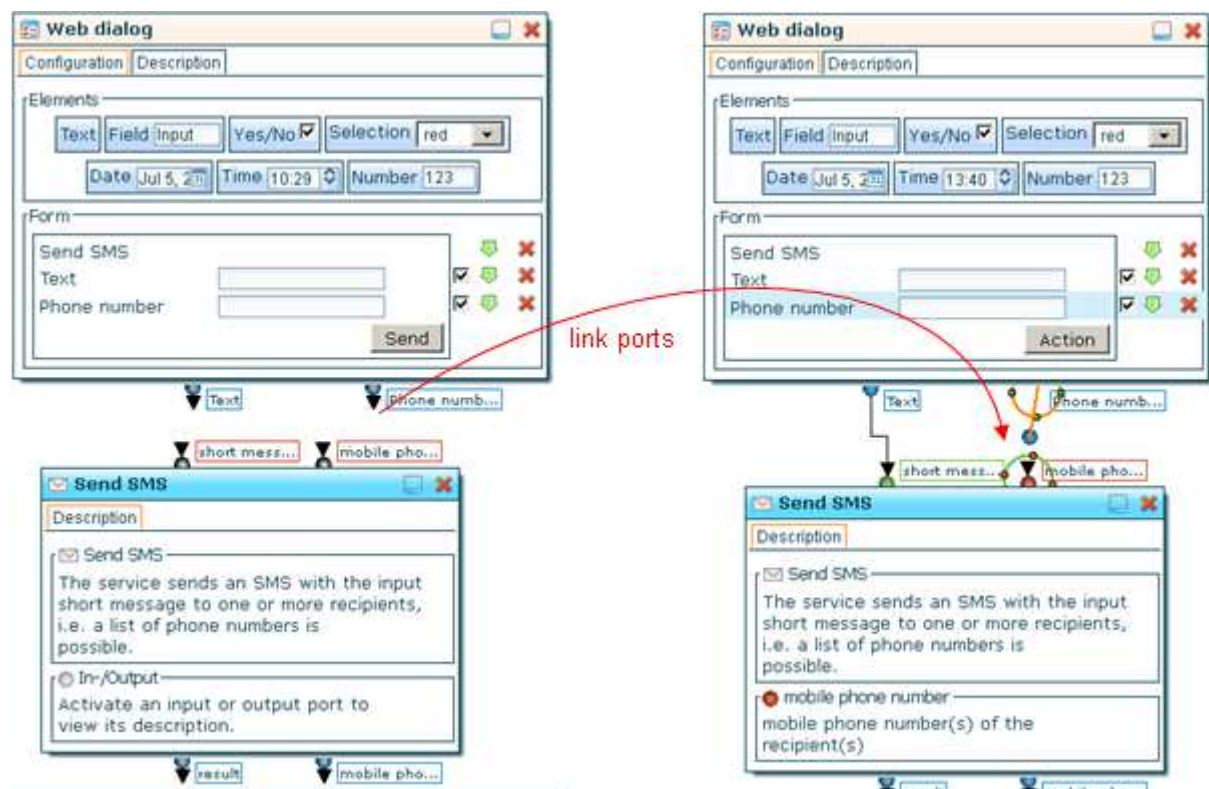 Web dialog
Configuration Description
Elements
Text Field Input Yes/No Selection red
Date Jul 5, 2 Time 10:29 Number 123
Form
Send SMS
Text
Phone number
Send
Text Phone numb...
short mess... mobile pho...
Send SMS
Description
Send SMS
The service sends an SMS with the input
short message to one or more recipients,
i.e. a list of phone numbers is
possible.
In-/Output
Activate an input or output port to
view its description.
result mobile pho...
link ports
Web dialog
Configuration Description
Elements
Text Field Input Yes/No Selection red
Date Jul 5, 2 Time 13:40 Number 123
Form
Send SMS
Text
Phone number
Action
Text Phone numb...
short mess... mobile pho...
Send SMS
Description
Send SMS
The service sends an SMS with the input
short message to one or more recipients,
i.e. a list of phone numbers is
possible.
mobile phone number
mobile phone number(s) of the
recipient(s)